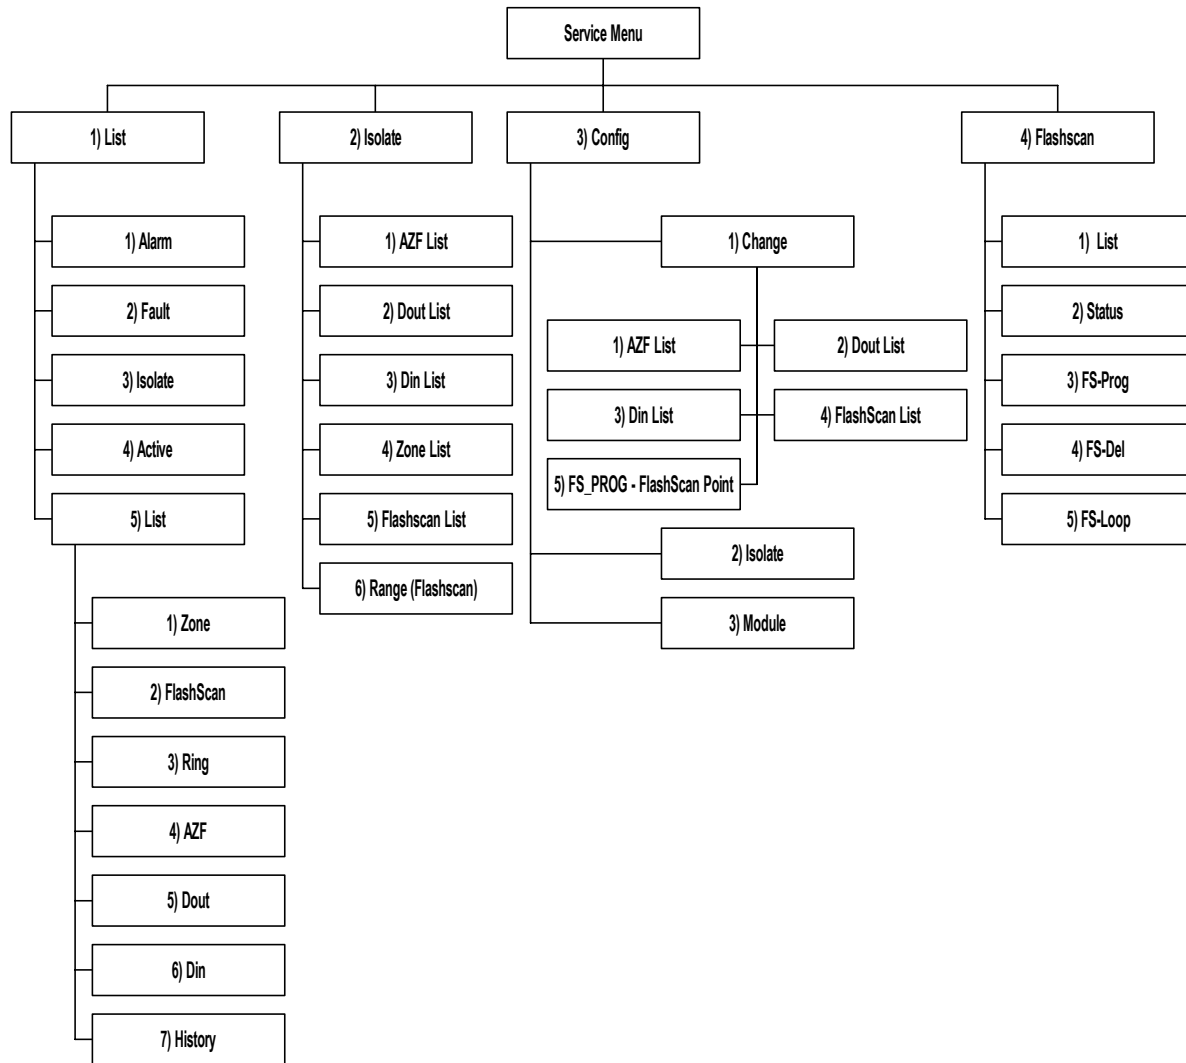 Service Menu
1) List
2) Isolate
3) Config
4) Flashscan
1) Alarm
2) Fault
3) Isolate
4) Active
5) List
1) Zone
2) FlashScan
3) Ring
4) AZF
5) Dout
6) Din
7) History
1) AZF List
2) Dout List
3) Din List
4) Zone List
5) Flashscan List
6) Range (Flashscan)
1) Change
1) AZF List
2) Dout List
3) Din List
4) FlashScan List
5) FS_PROG - FlashScan Point
2) Isolate
3) Module
1) List
2) Status
3) FS-Prog
4) FS-Del
5) FS-Loop